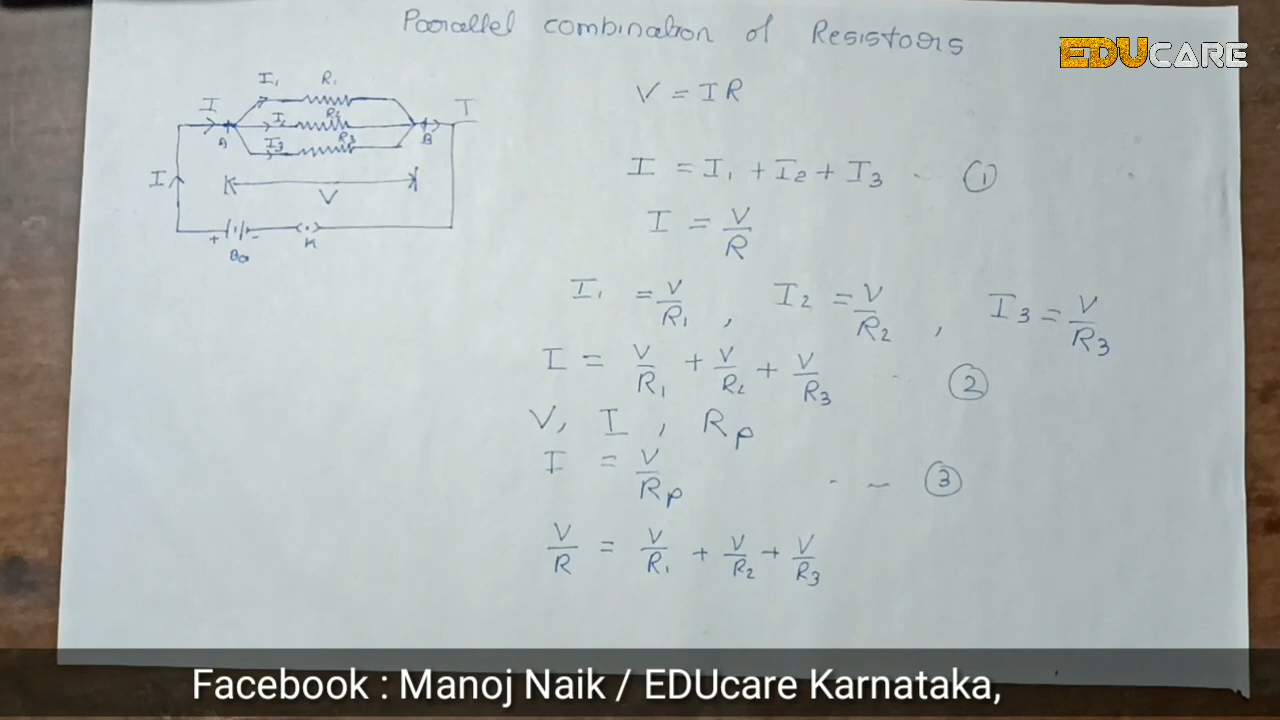 Parallel combination of Resistors
EDUCARE
I₁ R₁
I I₂ R₂ I
A I₃ R₃ B
I
V
+ - K
Ba
V = IR
I = I₁ + I₂ + I₃ -- ①
I = V/R
I₁ = V/R₁ , I₂ = V/R₂ , I₃ = V/R₃
I = V/R₁ + V/R₂ + V/R₃ -- ②
V, I, Rp
I = V/Rp -- ③
V/R = V/R₁ + V/R₂ + V/R₃
Facebook : Manoj Naik / EDUcare Karnataka,